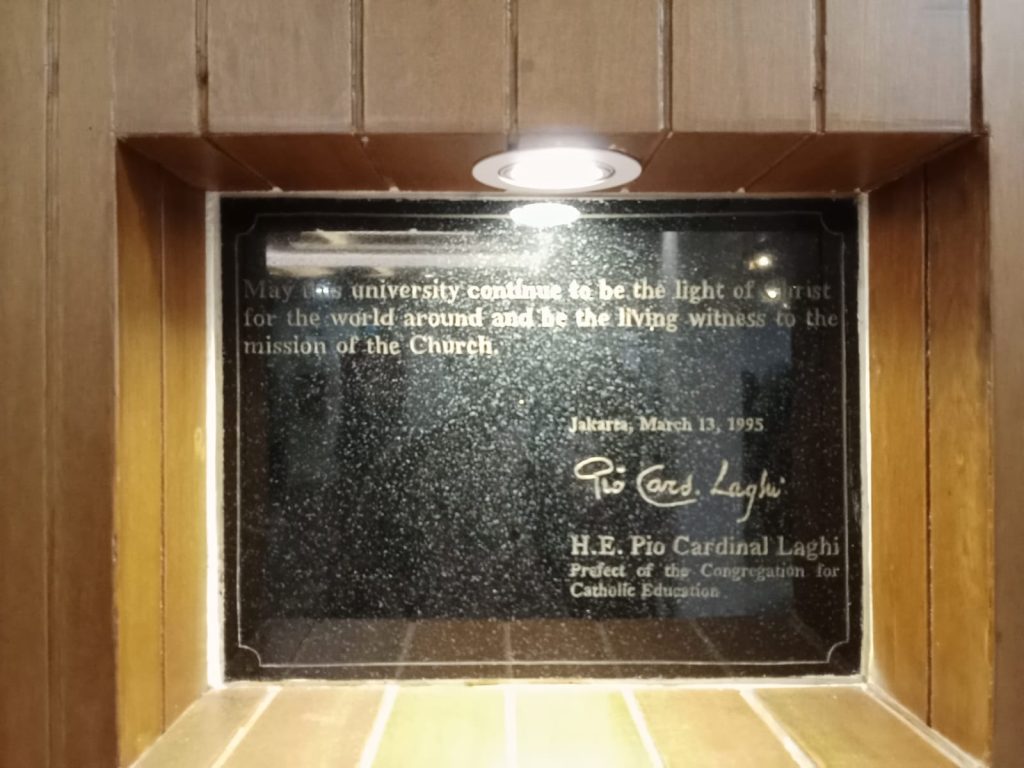 May this university continue to be the light of Christ
for the world around and be the living witness to the
mission of the Church.
Jakarta, March 13, 1995
Pio Card. Laghi
H.E. Pio Cardinal Laghi
Prefect of the Congregation for
Catholic Education